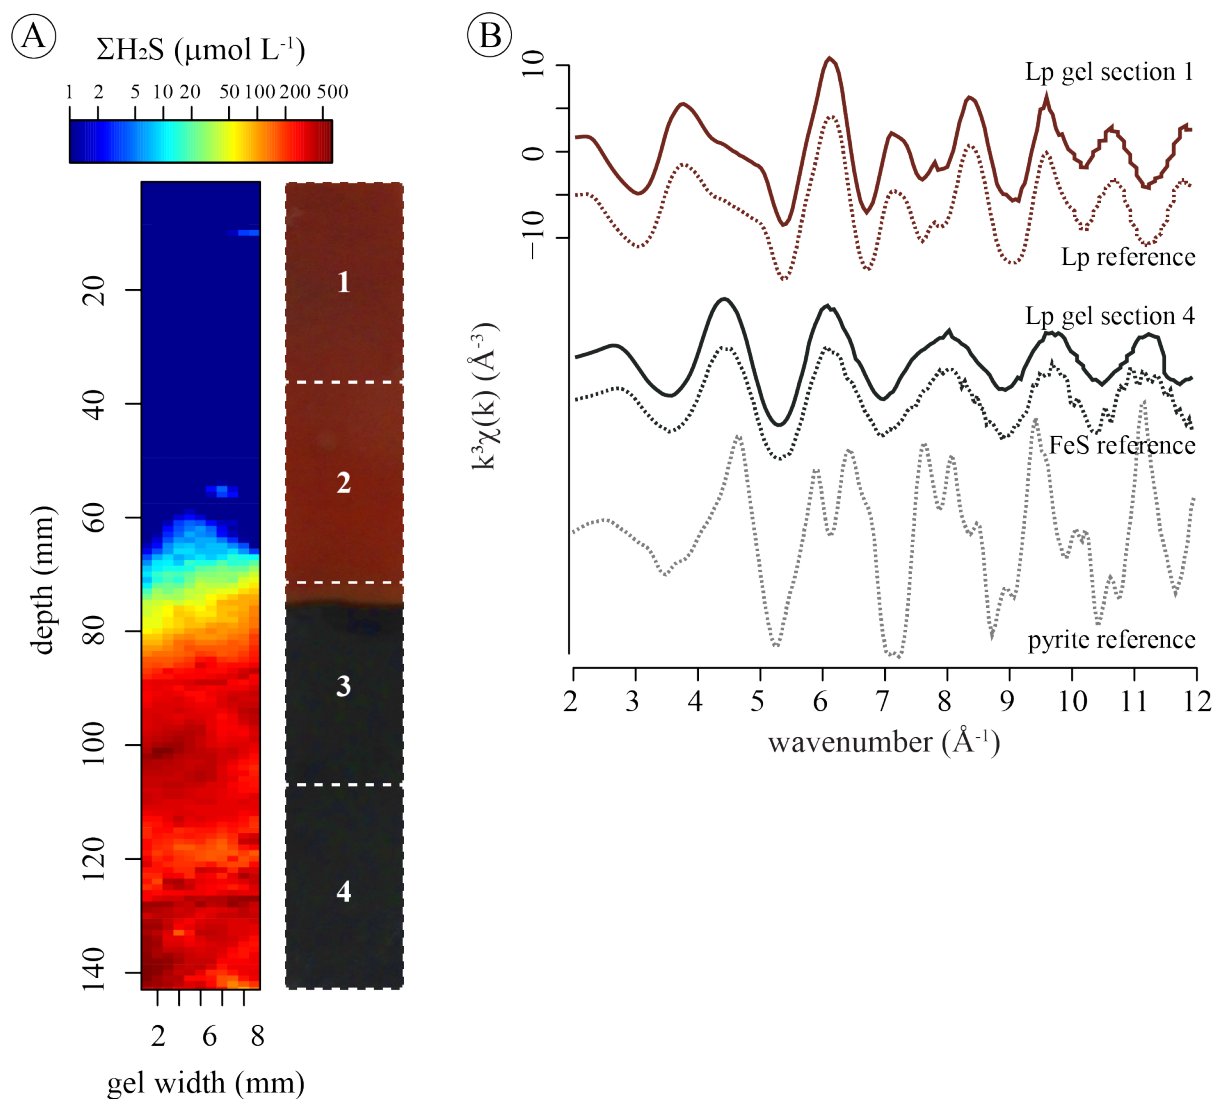 A
ΣH₂S (μmol L⁻¹)
1 2 5 10 20 50 100 200 500
20
40
60
80
100
120
140
depth (mm)
2 6 8
gel width (mm)
1
2
3
4
B
10
0
−10
k³χ(k) (Å⁻³)
Lp gel section 1
Lp reference
Lp gel section 4
FeS reference
pyrite reference
2 3 4 5 6 7 8 9 10 11 12
wavenumber (Å⁻¹)